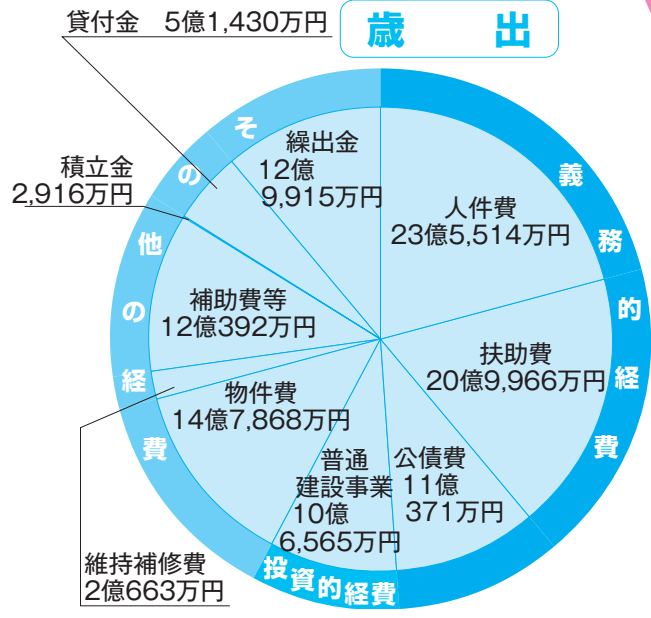 歳出
貸付金 5億1,430万円
積立金
2,916万円
繰出金
12億
9,915万円
人件費
23億5,514万円
補助費等
12億392万円
扶助費
20億9,966万円
物件費
14億7,868万円
普通
建設事業
10億
6,565万円
公債費
11億
371万円
維持補修費
2億663万円
義務的経費
投資的経費
その他の経費